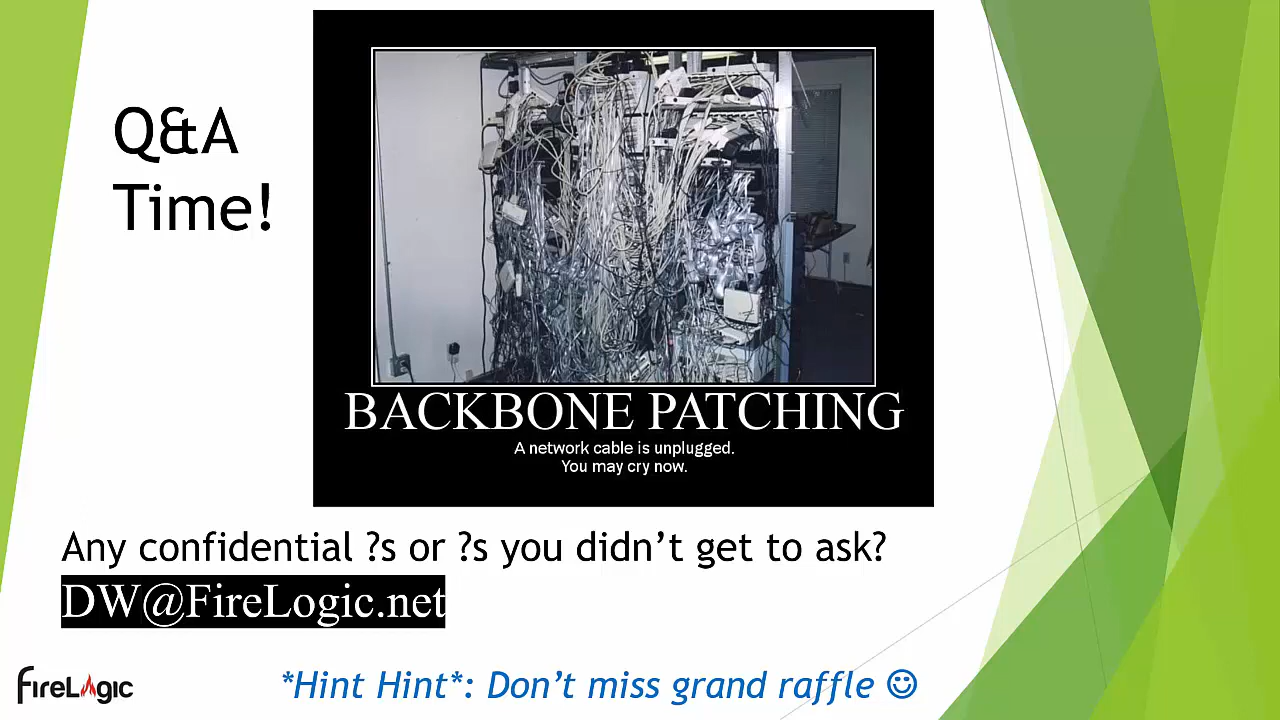 Q&A
Time!
BACKBONE PATCHING
A network cable is unplugged.
You may cry now.
Any confidential ?s or ?s you didn’t get to ask?
DW@FireLogic.net
FireLogic
*Hint Hint*: Don’t miss grand raffle ☺